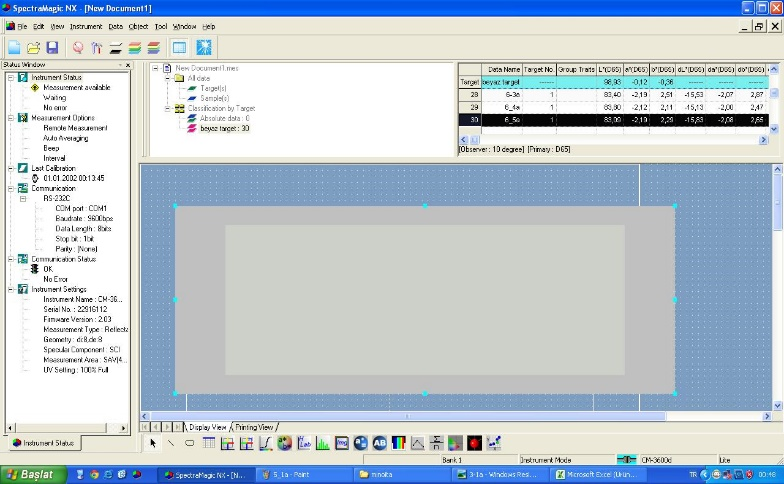 SpectraMagic NX - [New Document1]
File Edit View Instrument Data Object Tool Window Help
Status Window
Instrument Status
Measurement available
Waiting
No error
Measurement Options
Remote Measurement
Auto Averaging
Beep
Interval
Last Calibration
01.01.2002 00:13:45
Communication
RS-232C
COM port : COM1
Baudrate : 9600bps
Data Length : 8bits
Stop bit : 1bit
Parity : [None]
Communication Status
OK
No Error
Instrument Settings
Instrument Name : CM-36...
Serial No. : 22916112
Firmware Version : 2.03
Measurement Type : Reflecta
Geometry : di:8,de:8
Specular Component : SCI
Measurement Area : SAV(4...
UV Setting : 100% Full
Instrument Status
New Document1.mes
All data
Target(s)
Sample(s)
Classification by Target
Absolute data : 0
beyaz target : 30
Data Name Target No. Group Traits L*(D65) a*(D65) b*(D65) dL*(D65) da*(D65) db*(D65)
Target beyaz target ------ 98,93 -0,12 -0,36 ------ ------ ------
28 6-3a 1 83,40 -2,19 2,51 -15,53 -2,07 2,87
29 6_4a 1 83,80 -2,12 2,11 -15,13 -2,00 2,47
30 6_5a 1 83,09 -2,19 2,29 -15,83 -2,08 2,65
[Observer : 10 degree] [Primary : D65]
Display View Printing View
Bank 1 Instrument Mode CM-3600d Lite
Başlat SpectraMagic NX - [N... 5_1a - Paint minolta 3-1a - Windows Resi... Microsoft Excel (Ürün... TR 00:48